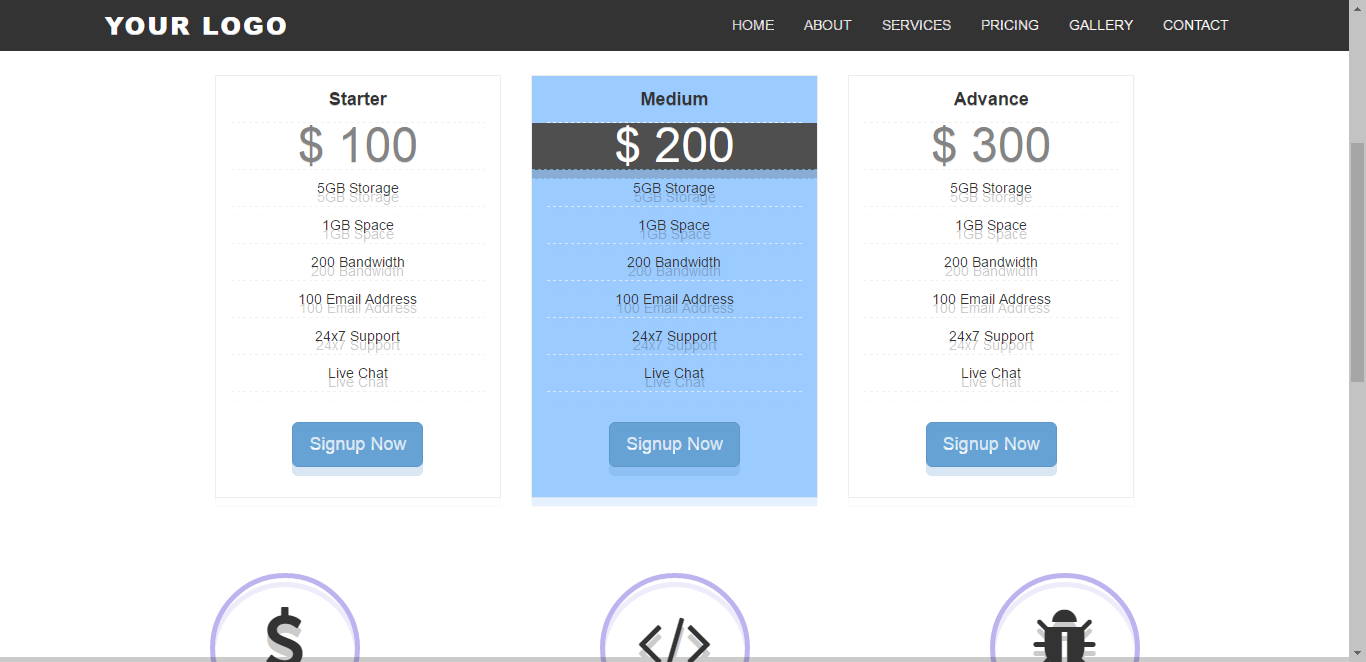 YOUR LOGO
HOME ABOUT SERVICES PRICING GALLERY CONTACT
Starter
$ 100
5GB Storage
1GB Space
200 Bandwidth
100 Email Address
24x7 Support
Live Chat
Signup Now
Medium
$ 200
5GB Storage
1GB Space
200 Bandwidth
100 Email Address
24x7 Support
Live Chat
Signup Now
Advance
$ 300
5GB Storage
1GB Space
200 Bandwidth
100 Email Address
24x7 Support
Live Chat
Signup Now